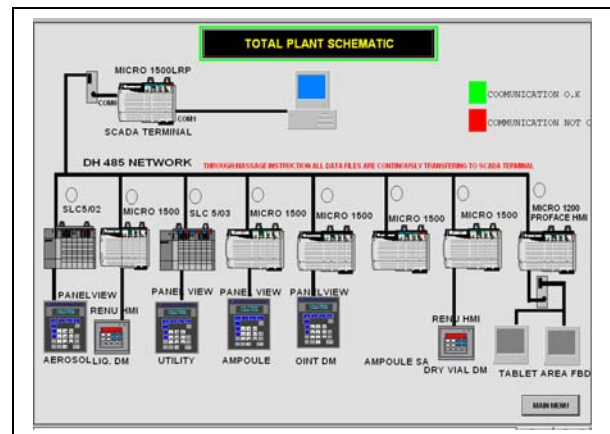 TOTAL PLANT SCHEMATIC
MICRO 1500LRP
COM0
COM1
SCADA TERMINAL
COOMUNICATION O.K
COMMUNICATION NOT O
DH 485 NETWORK
THROUGH MASSAGE INSTRUCTION ALL DATA FILES ARE CONTINOUSLY TRANSFERING TO SCADA TERMINAL
SLC5/02
MICRO 1500
SLC 5/03
MICRO 1500
MICRO 1500
MICRO 1500
MICRO 1500
MICRO 1200
PROFACE HMI
PANELVIEW
RENU HMI
PANEL VIEW
PANEL VIEW
PANELVIEW
RENU HMI
AEROSOL
LIQ. DM
UTILITY
AMPOULE
OINT DM
AMPOULE SA
DRY VIAL DM
TABLET AREA FBD
MAIN MENU